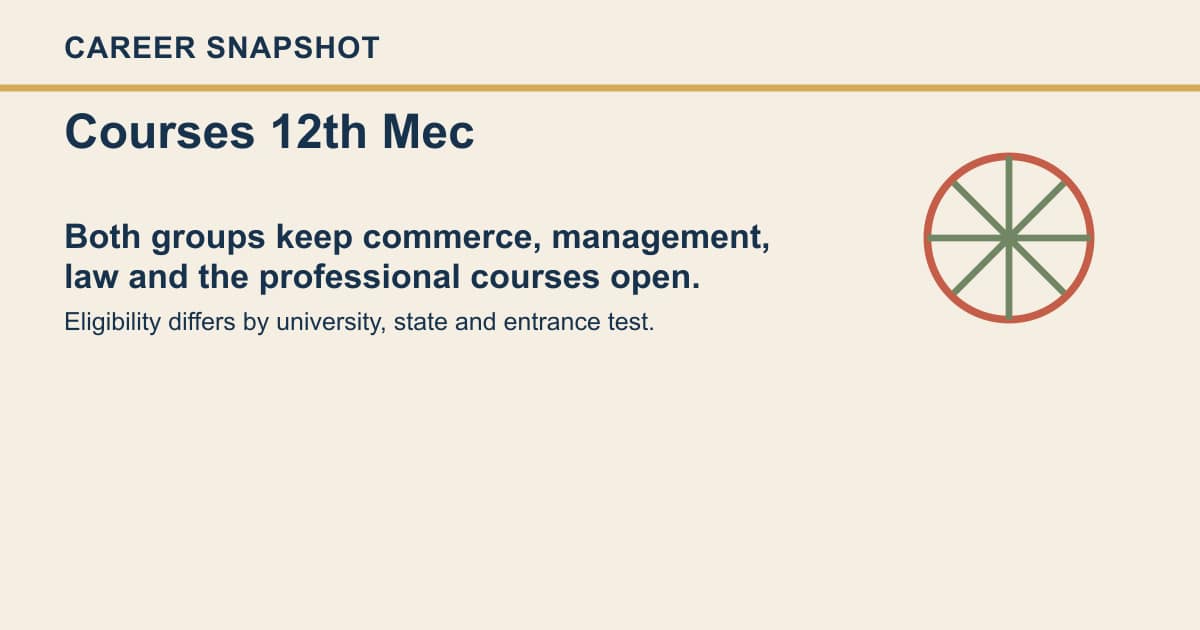 CAREER SNAPSHOT
Courses 12th Mec
Both groups keep commerce, management,
law and the professional courses open.
Eligibility differs by university, state and entrance test.